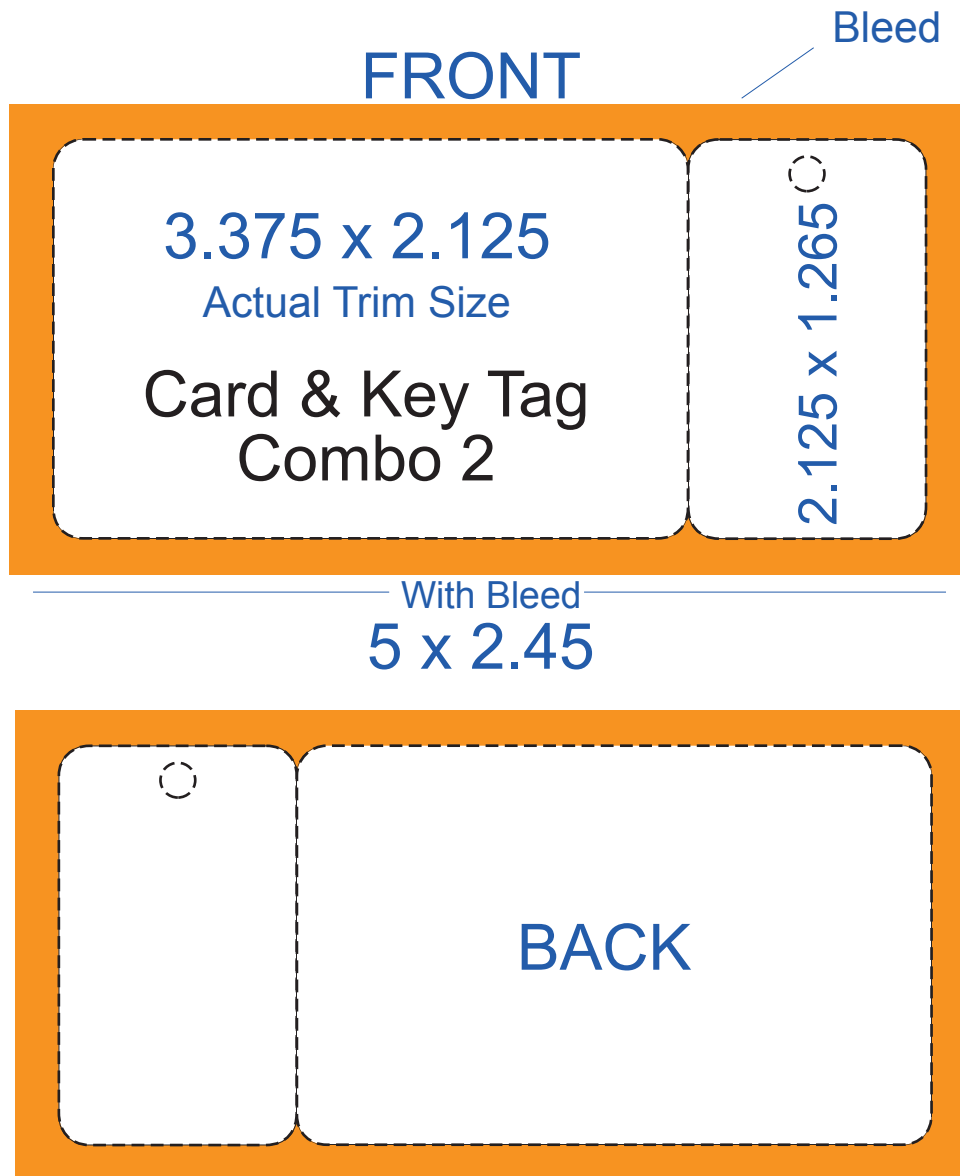 Bleed
FRONT
3.375 x 2.125
Actual Trim Size
Card & Key Tag
Combo 2
2.125 x 1.265
With Bleed
5 x 2.45
BACK